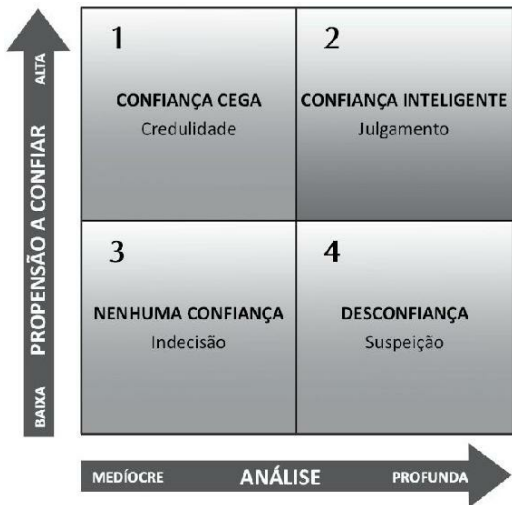 ALTA
PROPENSÃO A CONFIAR
BAIXA
1
CONFIANÇA CEGA
Credulidade
2
CONFIANÇA INTELIGENTE
Julgamento
3
NENHUMA CONFIANÇA
Indecisão
4
DESCONFIANÇA
Suspeição
MEDÍOCRE
ANÁLISE
PROFUNDA